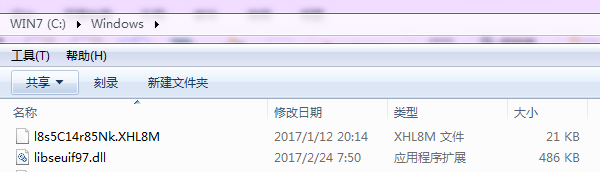 WIN7 (C:) ▸ Windows ▸
工具(T) 帮助(H)
共享 ▼ 刻录 新建文件夹
名称 修改日期 类型 大小
l8s5C14r85Nk.XHL8M 2017/1/12 20:14 XHL8M 文件 21 KB
libseuif97.dll 2017/2/24 7:50 应用程序扩展 486 KB